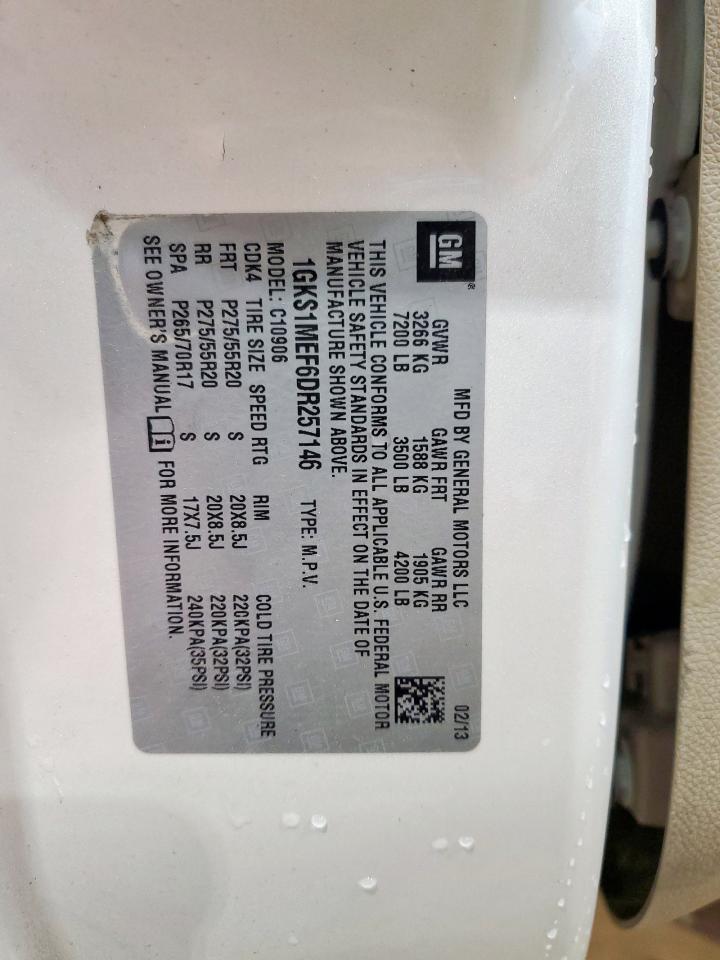 GM®
MFD BY GENERAL MOTORS LLC 02/13
GVWR GAWR FRT GAWR RR
3266 KG 1588 KG 1905 KG
7200 LB 3500 LB 4200 LB
THIS VEHICLE CONFORMS TO ALL APPLICABLE U.S. FEDERAL MOTOR
VEHICLE SAFETY STANDARDS IN EFFECT ON THE DATE OF
MANUFACTURE SHOWN ABOVE.
1GKS1MEF6DR257146 TYPE: M.P.V.
MODEL: C10906
CDK4 TIRE SIZE SPEED RTG RIM COLD TIRE PRESSURE
FRT P275/55R20 S 20X8.5J 220KPA(32PSI)
RR P275/55R20 S 20X8.5J 220KPA(32PSI)
SPA P265/70R17 S 17X7.5J 240KPA(35PSI)
SEE OWNER'S MANUAL i FOR MORE INFORMATION.